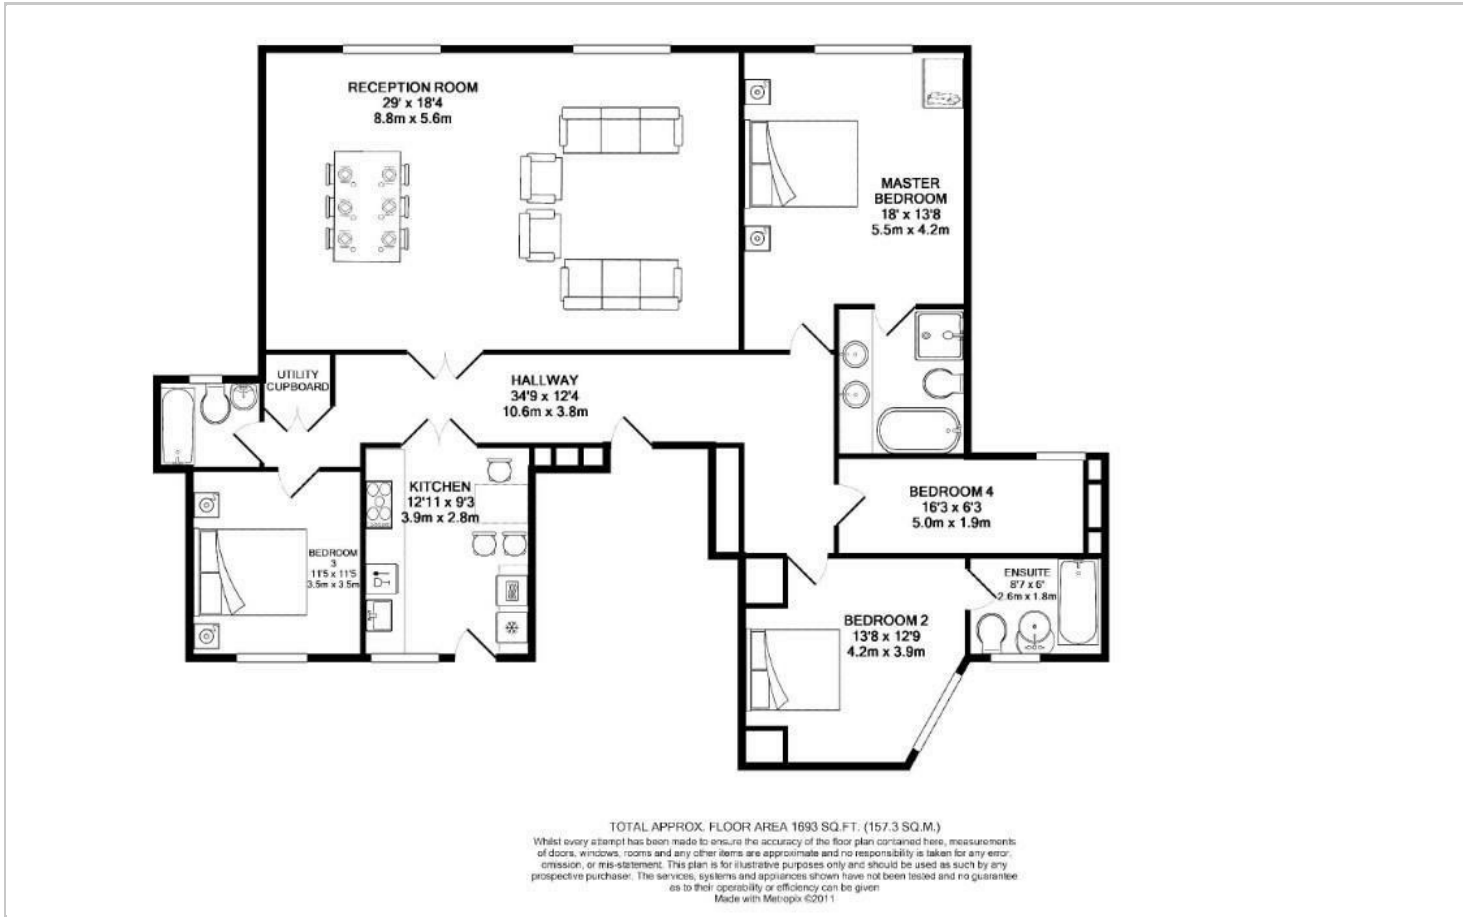 RECEPTION ROOM
29' x 18'4
8.8m x 5.6m
MASTER
BEDROOM
18' x 13'8
5.5m x 4.2m
UTILITY
CUPBOARD
HALLWAY
34'9 x 12'4
10.6m x 3.8m
KITCHEN
12'11 x 9'3
3.9m x 2.8m
BEDROOM 4
16'3 x 6'3
5.0m x 1.9m
BEDROOM
3
11'5 x 11'5
3.5m x 3.5m
ENSUITE
8'7 x 6'
2.6m x 1.8m
BEDROOM 2
13'8 x 12'9
4.2m x 3.9m
TOTAL APPROX. FLOOR AREA 1693 SQ.FT. (157.3 SQ.M.)
Whilst every attempt has been made to ensure the accuracy of the floor plan contained here, measurements
of doors, windows, rooms and any other items are approximate and no responsibility is taken for any error,
omission, or mis-statement. This plan is for illustrative purposes only and should be used as such by any
prospective purchaser. The services, systems and appliances shown have not been tested and no guarantee
as to their operability or efficiency can be given
Made with Metropix ©2011